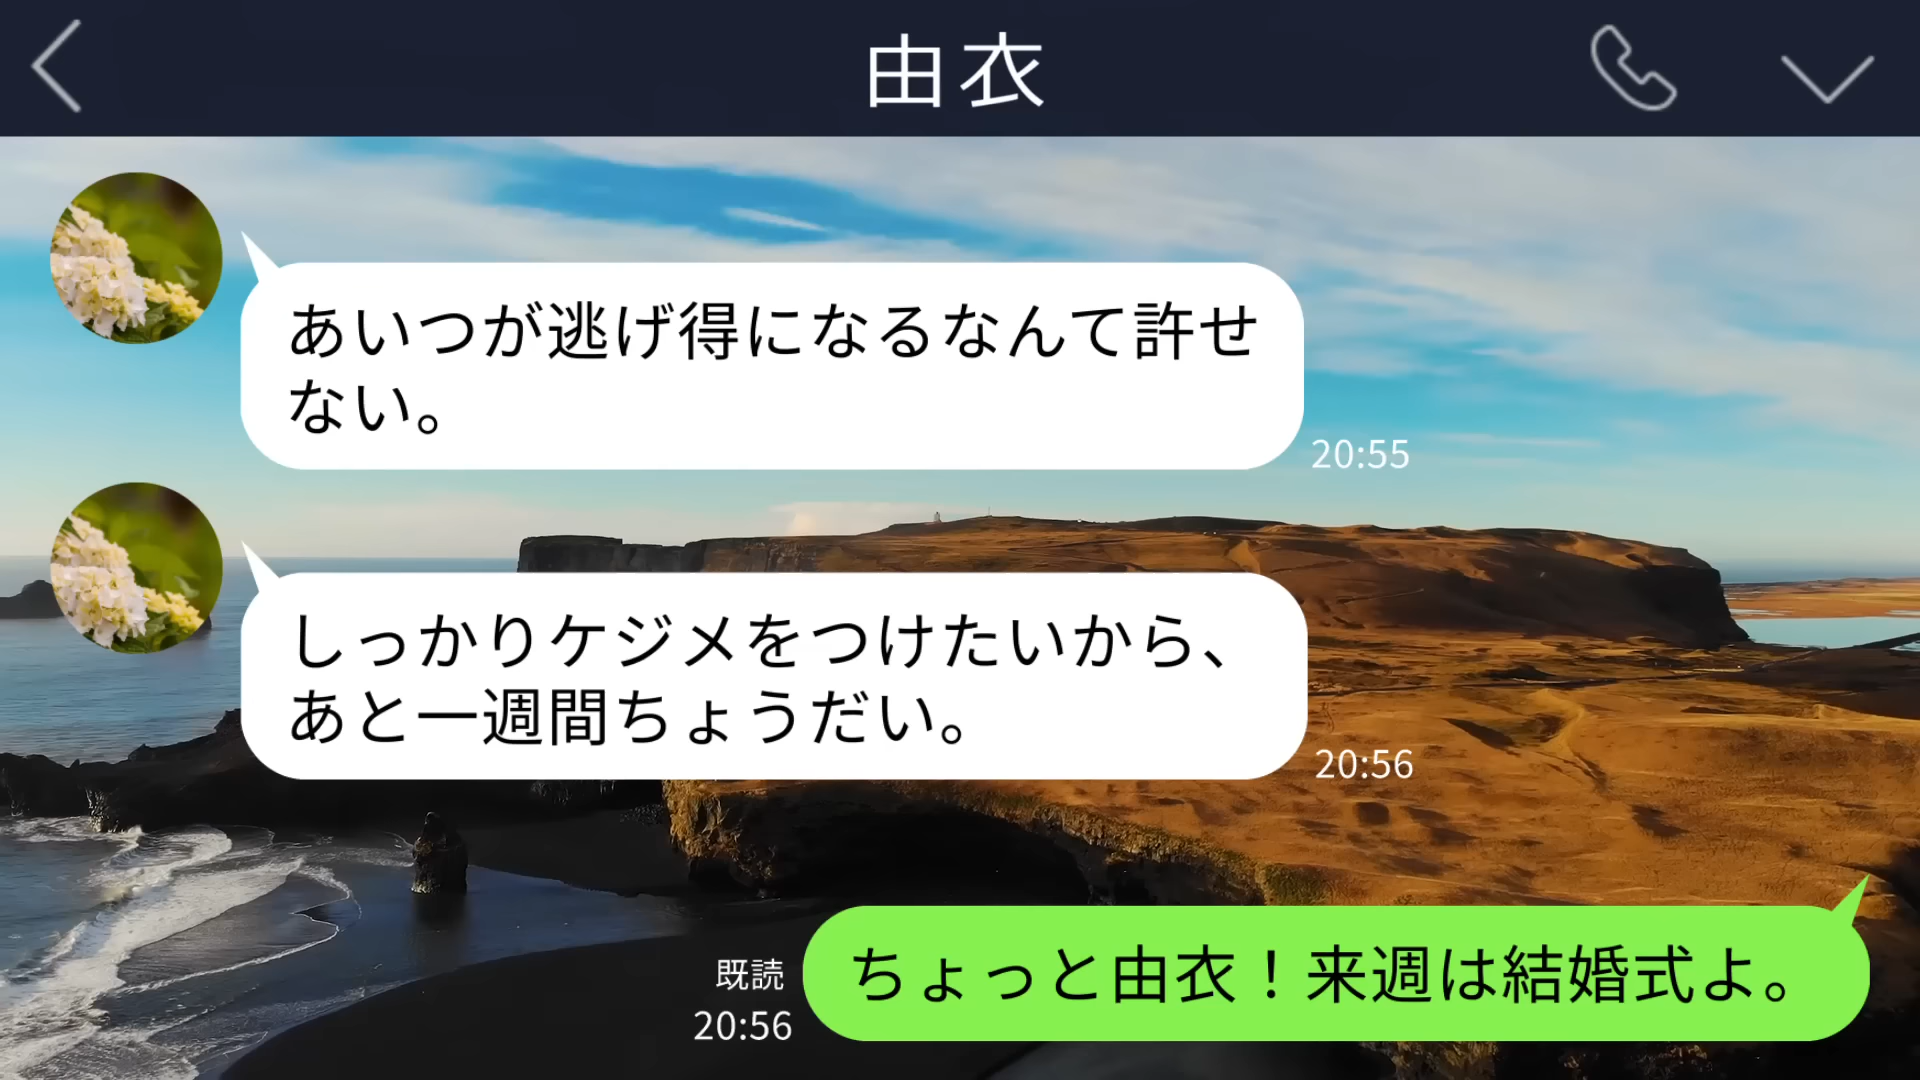 由衣
あいつが逃げ得になるなんて許せ
ない。
20:55
しっかりケジメをつけたいから、
あと一週間ちょうだい。
20:56
ちょっと由衣！来週は結婚式よ。
既読
20:56